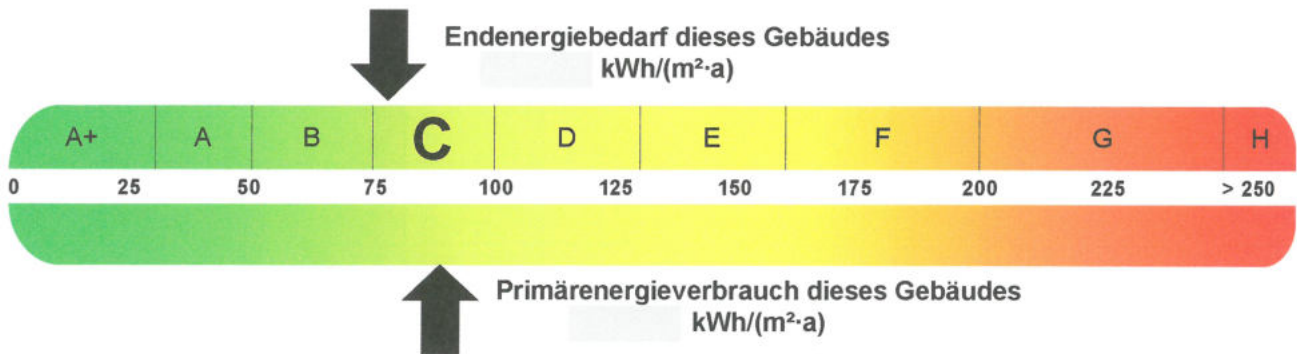 Endenergiebedarf dieses Gebäudes
kWh/(m²·a)
A+ A B C D E F G H
0 25 50 75 100 125 150 175 200 225 > 250
Primärenergieverbrauch dieses Gebäudes
kWh/(m²·a)